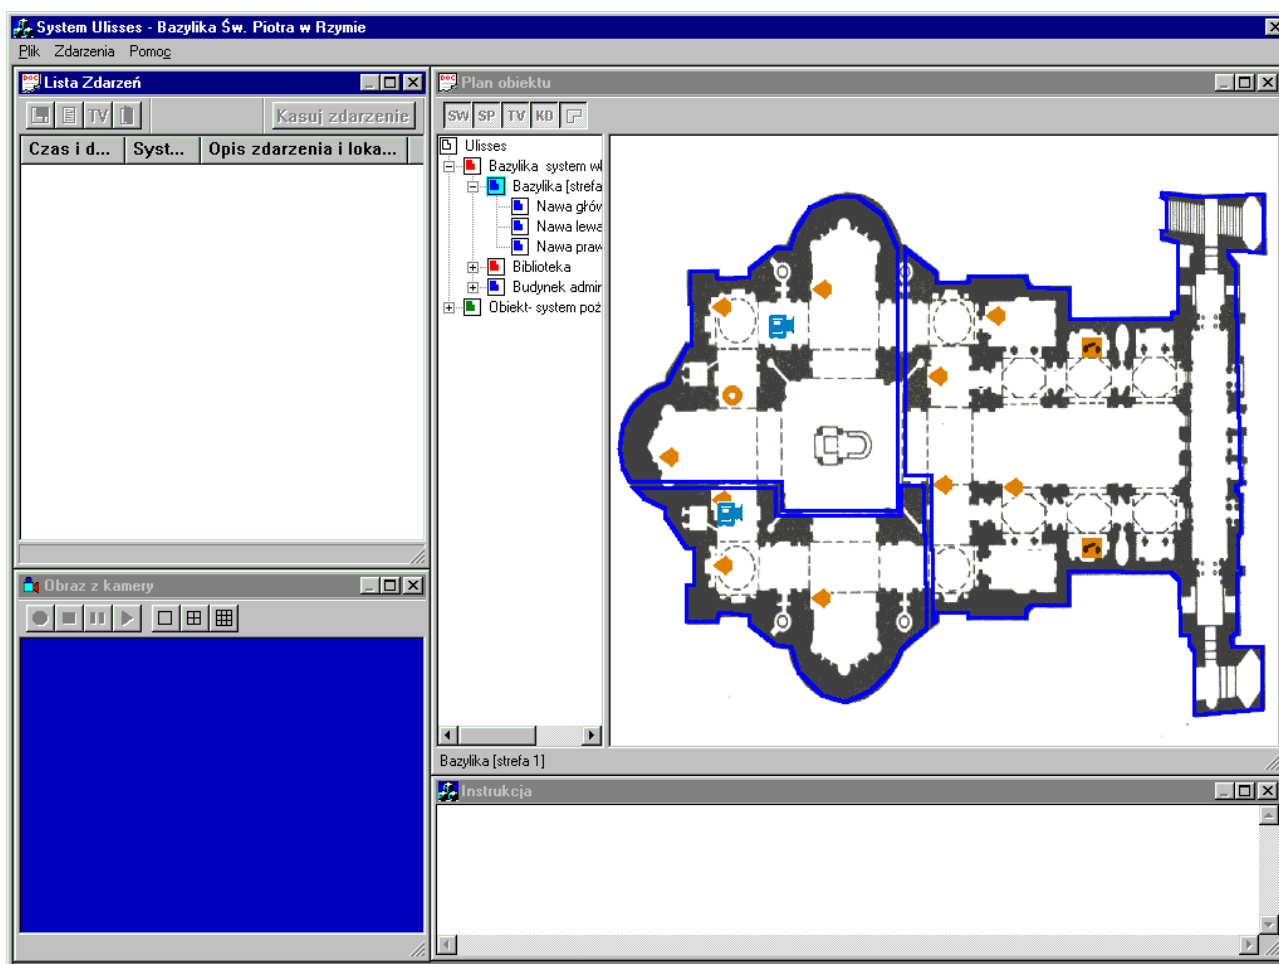 System Ulisses - Bazylika Św. Piotra w Rzymie
Plik Zdarzenia Pomoc
Lista Zdarzeń
TV Kasuj zdarzenie
Czas i d... Syst... Opis zdarzenia i loka...
Plan obiektu
SW SP TV KD
Ulisses
Bazylika system wł
Bazylika [strefa
Nawa głów
Nawa lewa
Nawa praw
Biblioteka
Budynek admir
Obiekt- system poż
Bazylika [strefa 1]
Obraz z kamery
Instrukcja